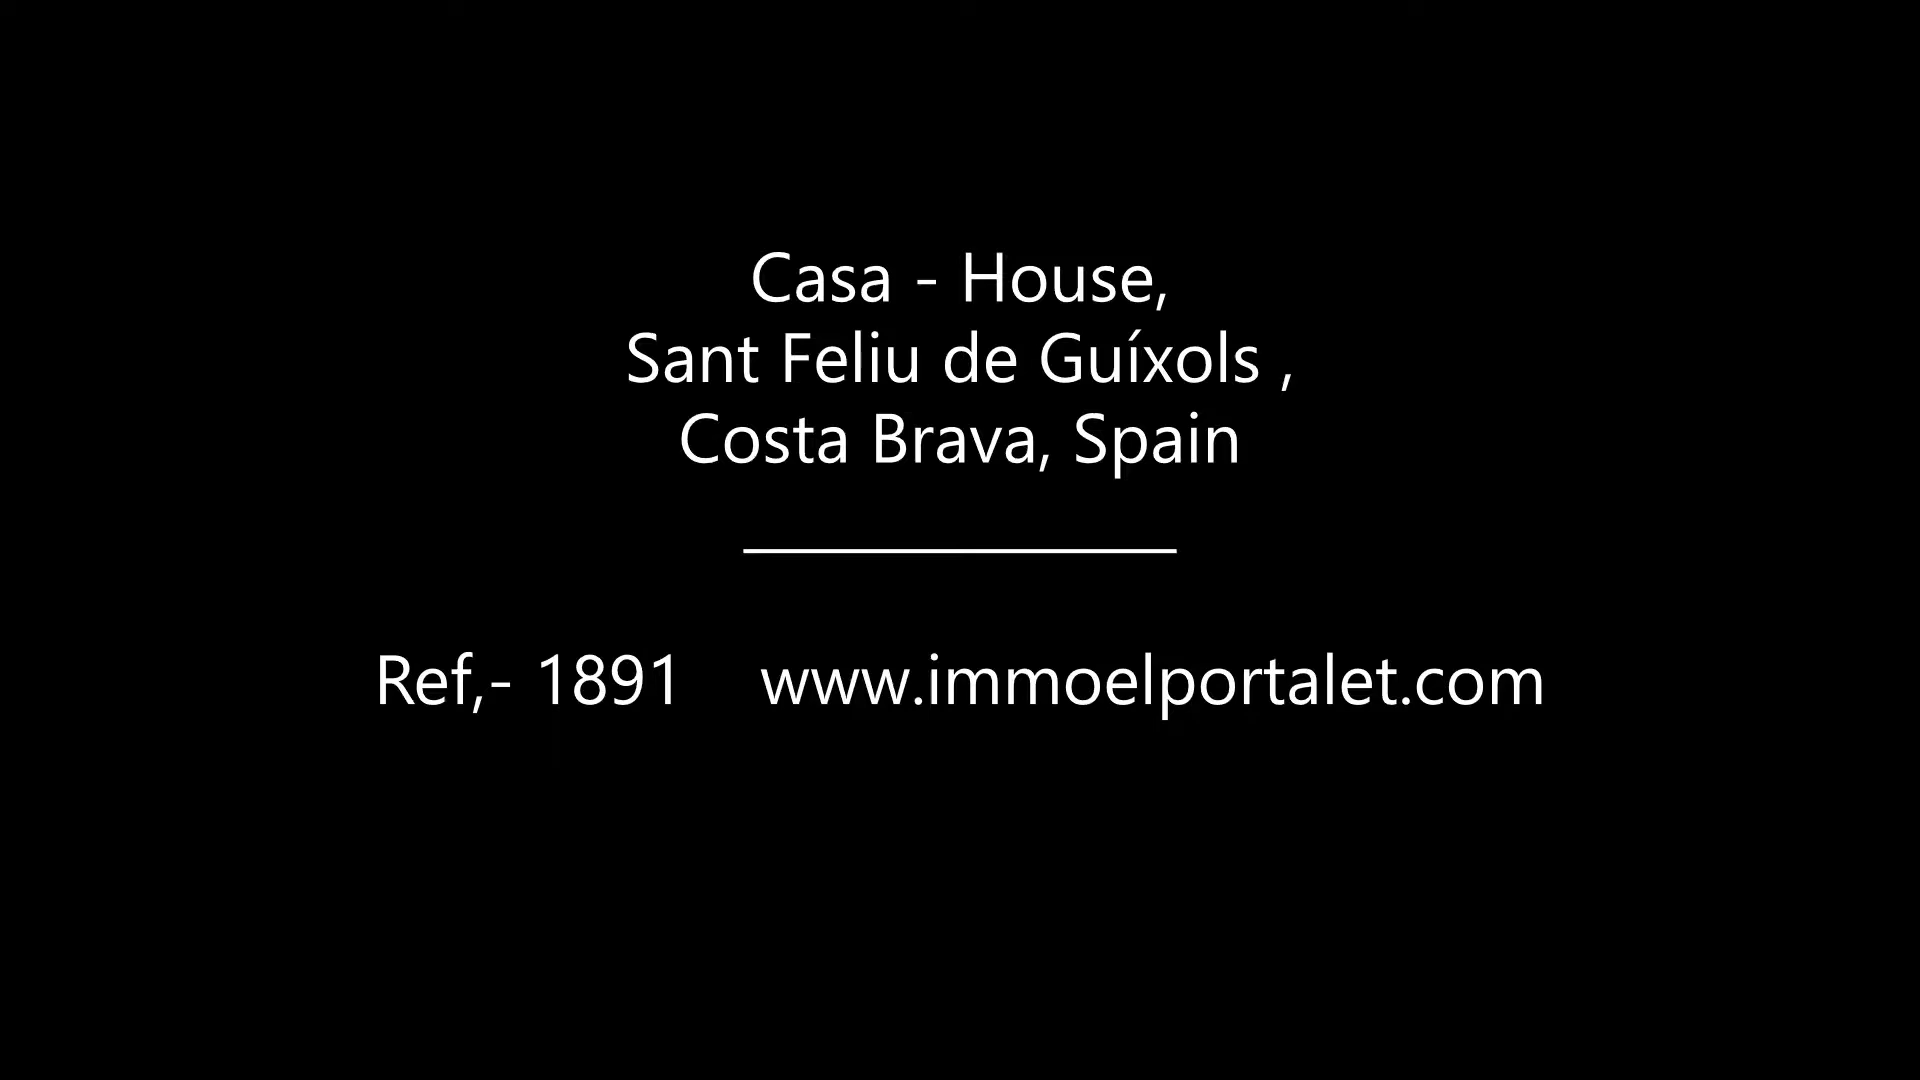 Casa - House,
Sant Feliu de Guíxols ,
Costa Brava, Spain
Ref,- 1891 www.immoelportalet.com